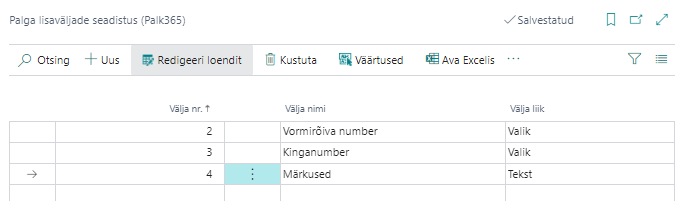 Palga lisaväljade seadistus (Palk365)
Salvestatud
Otsing
Uus
Redigeeri loendit
Kustuta
Väärtused
Ava Excelis
Välja nr. ↑
Välja nimi
Välja liik
2 Vormirõiva number Valik
3 Kinganumber Valik
4 Märkused Tekst